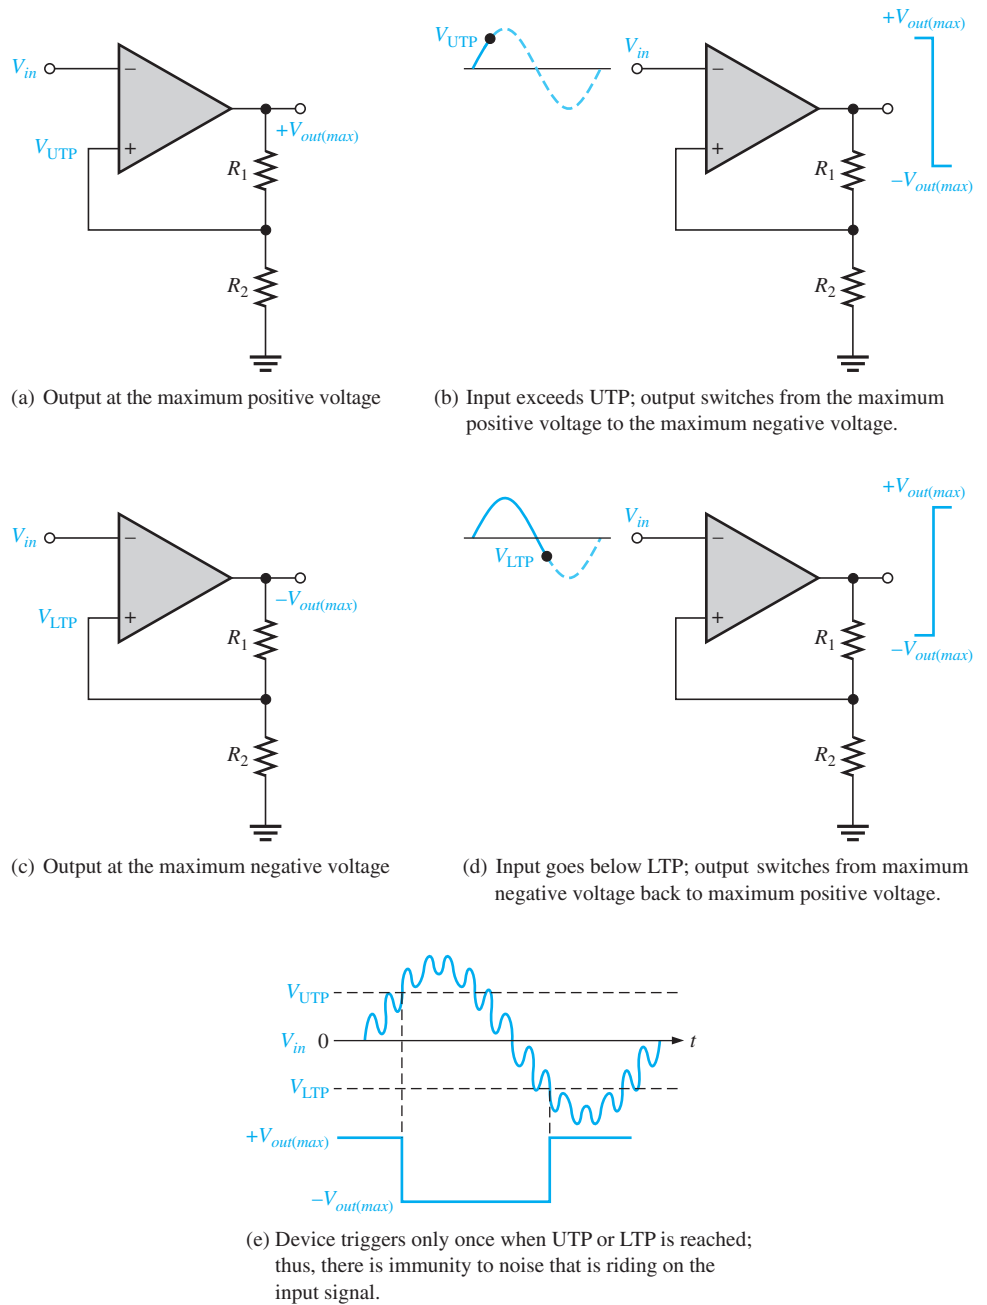 V_in
−
V_UTP
+
+V_out(max)
R_1
R_2
(a) Output at the maximum positive voltage
V_UTP
V_in
−
+
R_1
R_2
+V_out(max)
−V_out(max)
(b) Input exceeds UTP; output switches from the maximum
positive voltage to the maximum negative voltage.
V_in
−
V_LTP
+
−V_out(max)
R_1
R_2
(c) Output at the maximum negative voltage
V_LTP
V_in
−
+
R_1
R_2
+V_out(max)
−V_out(max)
(d) Input goes below LTP; output switches from maximum
negative voltage back to maximum positive voltage.
V_UTP
V_in 0
t
V_LTP
+V_out(max)
−V_out(max)
(e) Device triggers only once when UTP or LTP is reached;
thus, there is immunity to noise that is riding on the
input signal.